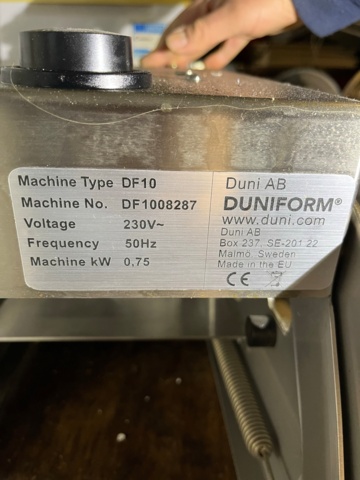 Machine Type DF10
Machine No. DF1008287
Voltage 230V~
Frequency 50Hz
Machine kW 0,75
Duni AB
DUNIFORM®
www.duni.com
Duni AB
Box 237, SE-201 22
Malmö, Sweden
Made in the EU
CE